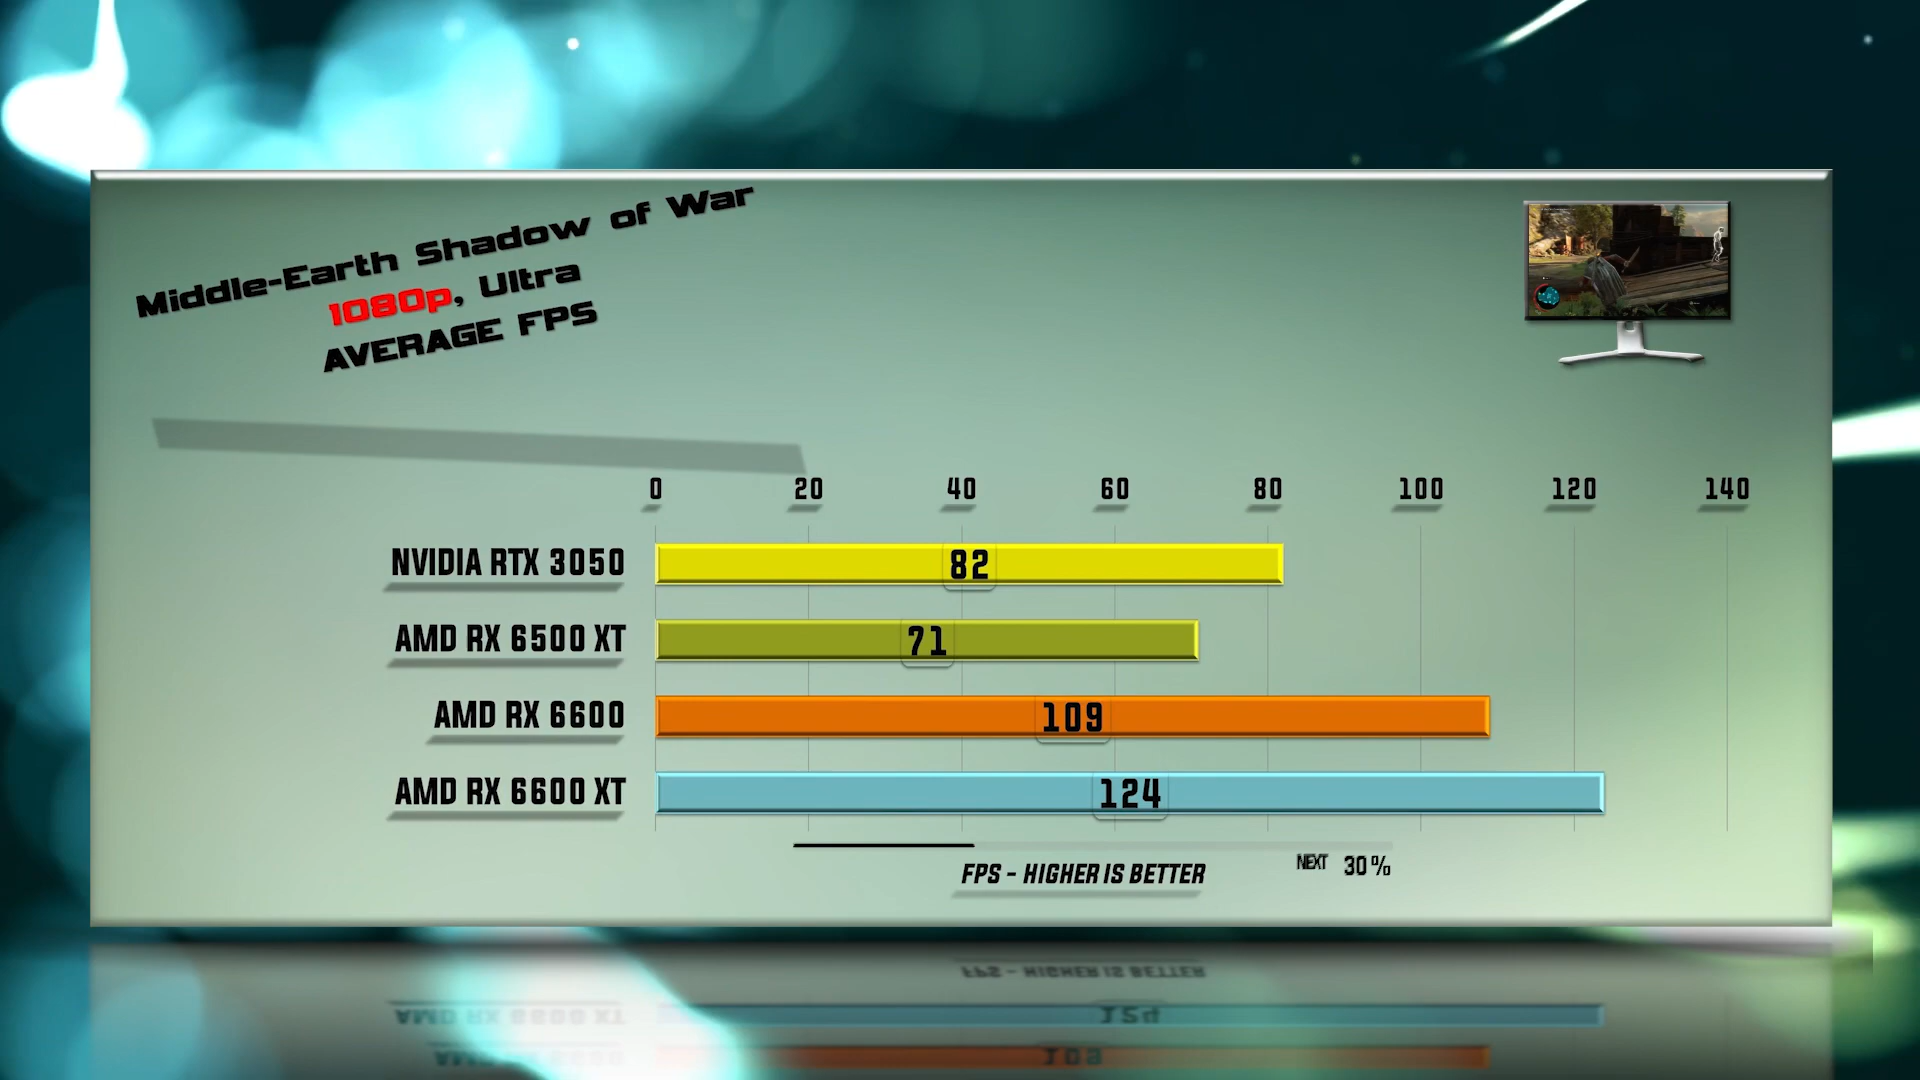 Middle-Earth Shadow of War
1080p, Ultra
AVERAGE FPS
0 20 40 60 80 100 120 140
NVIDIA RTX 3050 82
AMD RX 6500 XT 71
AMD RX 6600 109
AMD RX 6600 XT 124
FPS - HIGHER IS BETTER
NEXT 30%